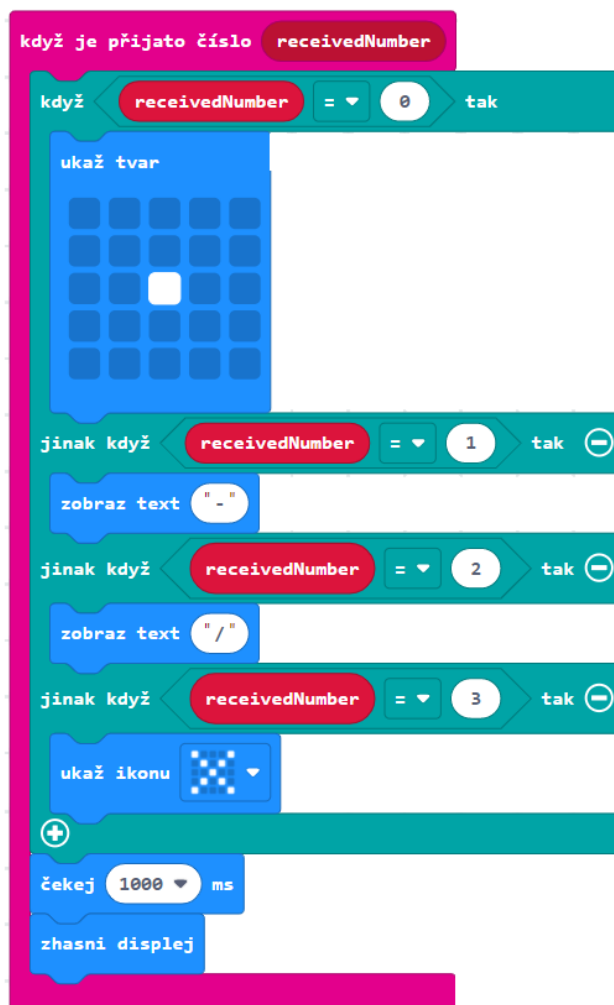 když je přijato číslo receivedNumber
když receivedNumber = 0 tak
ukaž tvar
jinak když receivedNumber = 1 tak
zobraz text "-"
jinak když receivedNumber = 2 tak
zobraz text "/"
jinak když receivedNumber = 3 tak
ukaž ikonu
čekej 1000 ms
zhasni displej